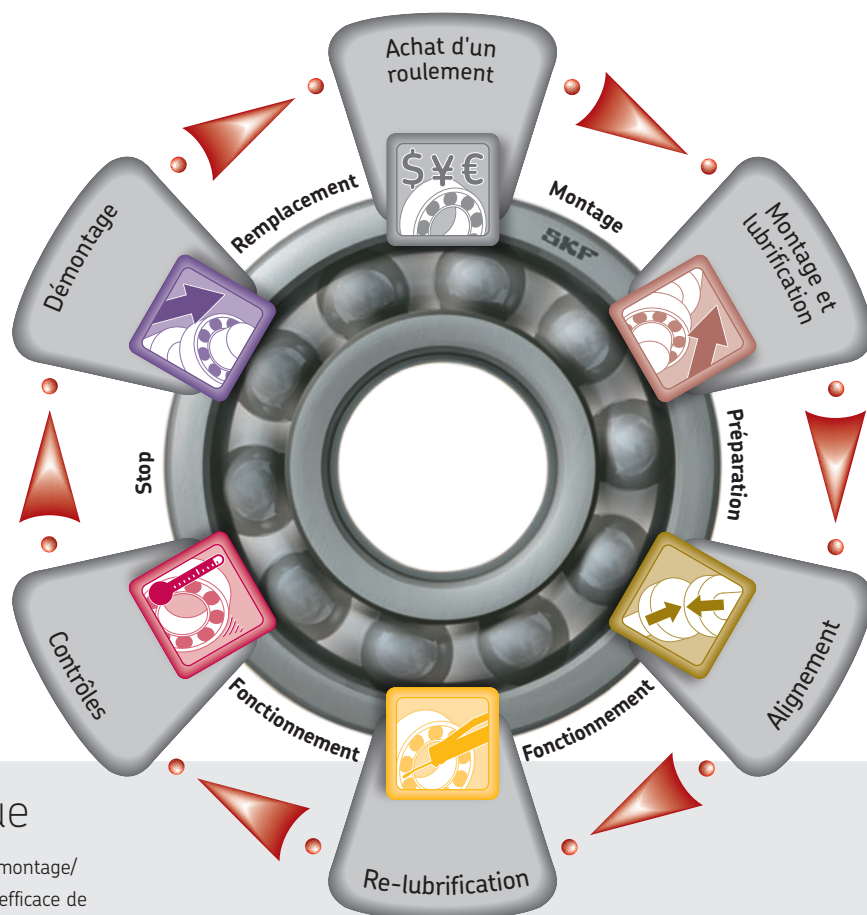 Achat d'un
roulement
$ ¥ €
Remplacement
Montage
SKF
Démontage
Montage et
lubrification
Stop
Préparation
Contrôles
Alignement
Fonctionnement
Fonctionnement
Re-lubrification
ue
montage/
efficace de